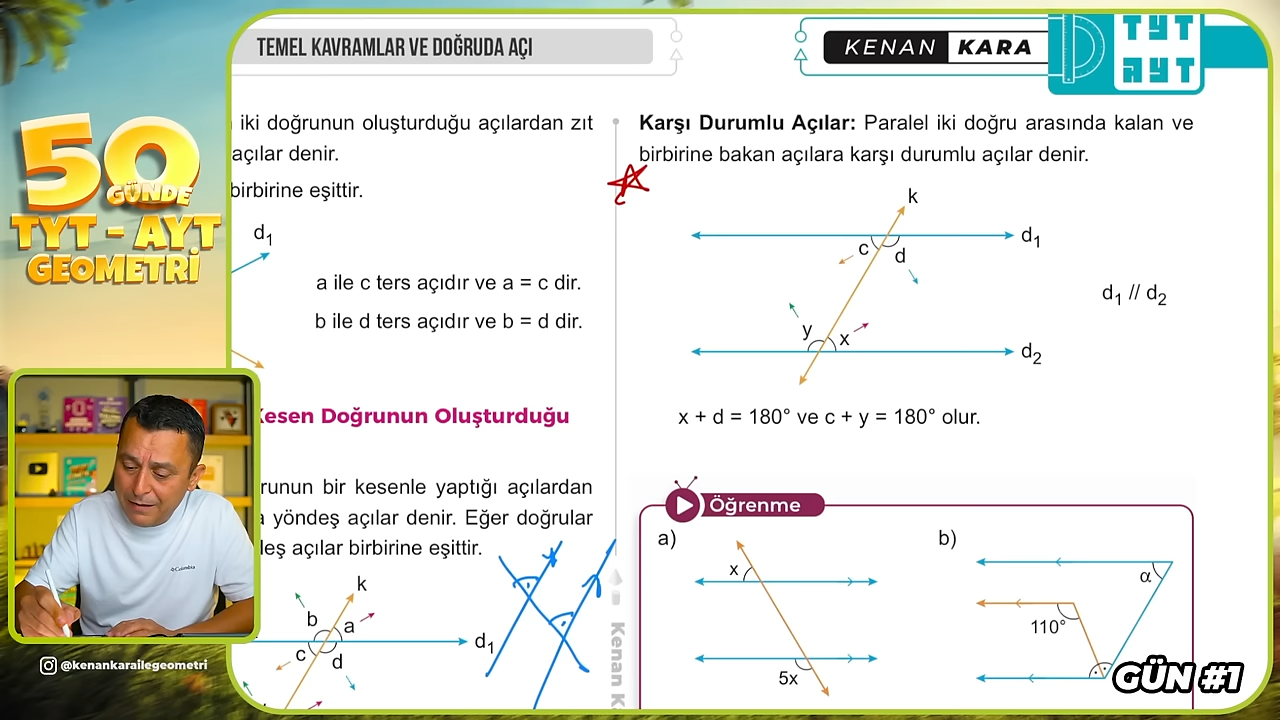 TEMEL KAVRAMLAR VE DOĞRUDA AÇI
KENAN KARA
TYT
AYT
50
GÜNDE
TYT - AYT
GEOMETRİ
iki doğrunun oluşturduğu açılardan zıt
açılar denir.
birbirine eşittir.
d1
a ile c ters açıdır ve a = c dir.
b ile d ters açıdır ve b = d dir.
Kesen Doğrunun Oluşturduğu
runun bir kesenle yaptığı açılardan
a yöndeş açılar denir. Eğer doğrular
deş açılar birbirine eşittir.
k
b
a
c
d
d1
Karşı Durumlu Açılar: Paralel iki doğru arasında kalan ve
birbirine bakan açılara karşı durumlu açılar denir.
k
d1
c
d
d1 // d2
y
x
d2
x + d = 180° ve c + y = 180° olur.
Öğrenme
a)
x
5x
b)
α
110°
Kenan K
Columbia
@kenankarailegeometri
GÜN #1